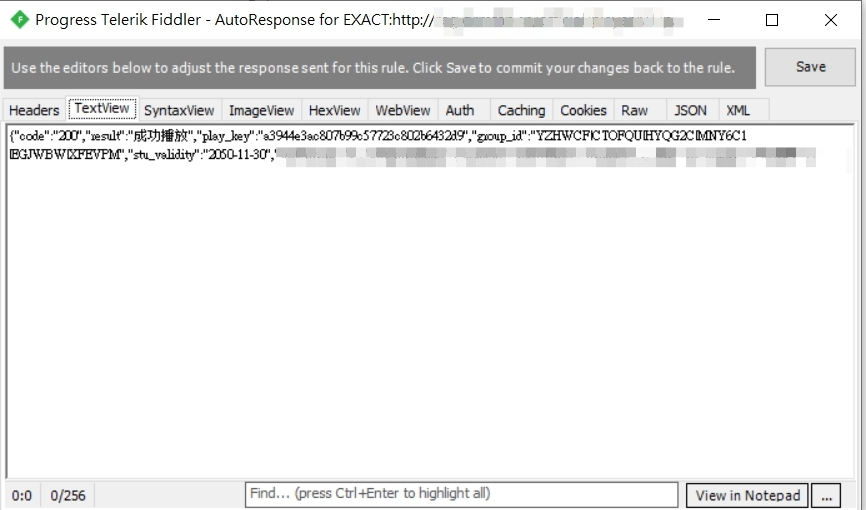 Progress Telerik Fiddler - AutoResponse for EXACT:http://
Use the editors below to adjust the response sent for this rule. Click Save to commit your changes back to the rule.
Save
Headers TextView SyntaxView ImageView HexView WebView Auth Caching Cookies Raw JSON XML
{"code":"200","result":"成功播放","play_key":"a3944e3ac807b99c57723c802b6432d9","group_id":
"stu_validity":"2050-11-30","
0:0 0/256 Find... (press Ctrl+Enter to highlight all) View in Notepad ...